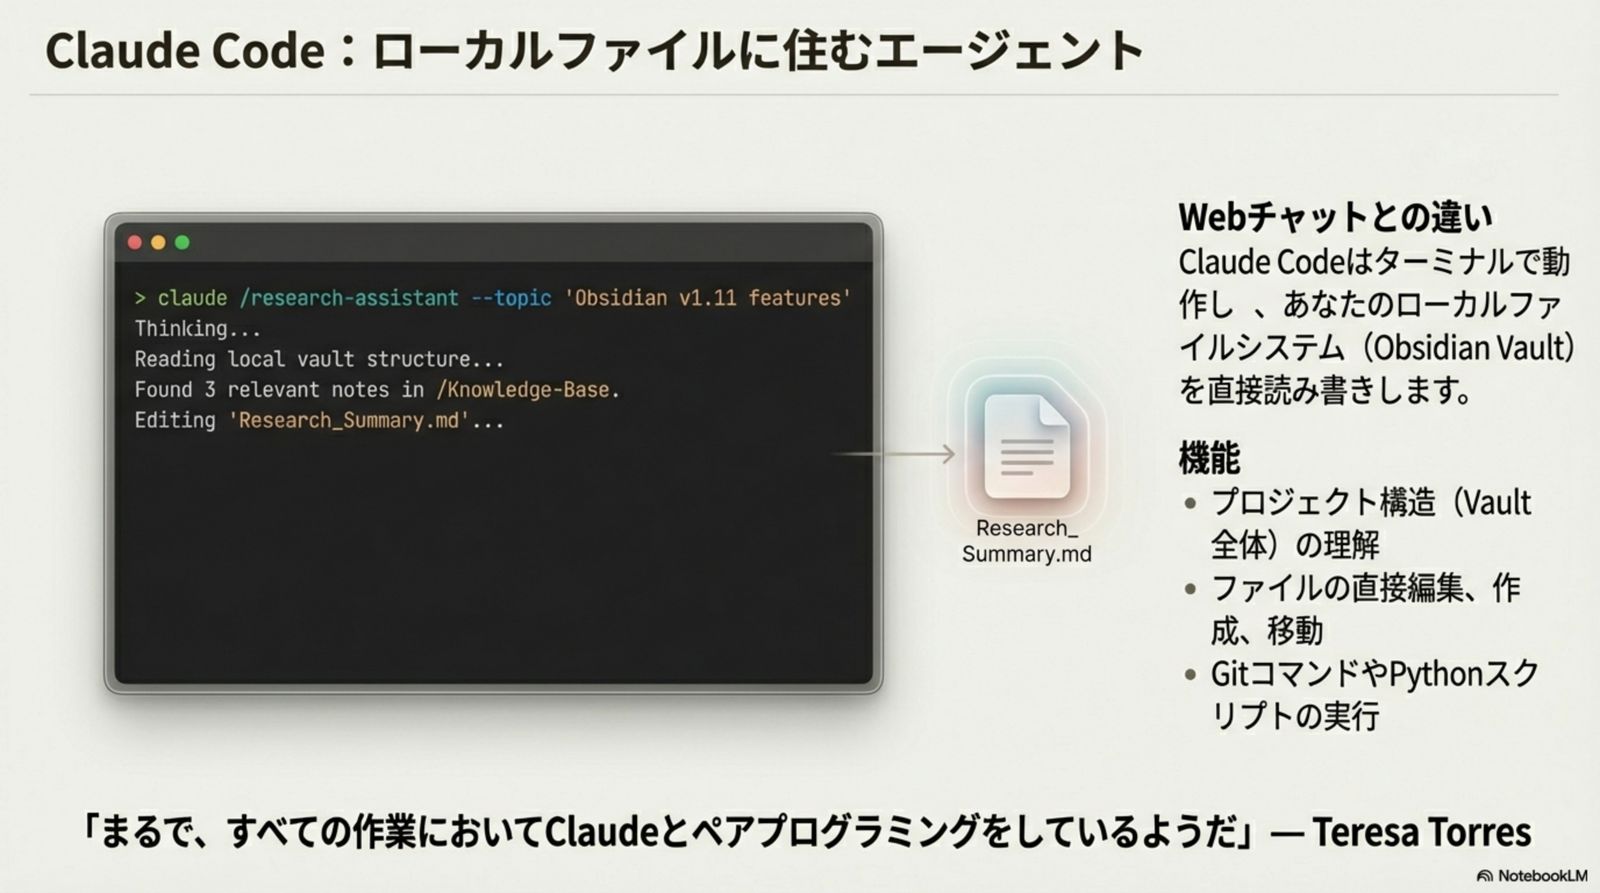 Claude Code：ローカルファイルに住むエージェント
> claude /research-assistant --topic 'Obsidian v1.11 features'
Thinking...
Reading local vault structure...
Found 3 relevant notes in /Knowledge-Base.
Editing 'Research_Summary.md'...
Research_
Summary.md
Webチャットとの違い
Claude Codeはターミナルで動
作し 、あなたのローカルファ
イルシステム（Obsidian Vault）
を直接読み書きします。
機能
• プロジェクト構造（Vault
全体）の理解
• ファイルの直接編集、作
成、移動
• GitコマンドやPythonスク
リプトの実行
「まるで、すべての作業においてClaudeとペアプログラミングをしているようだ」— Teresa Torres
NotebookLM